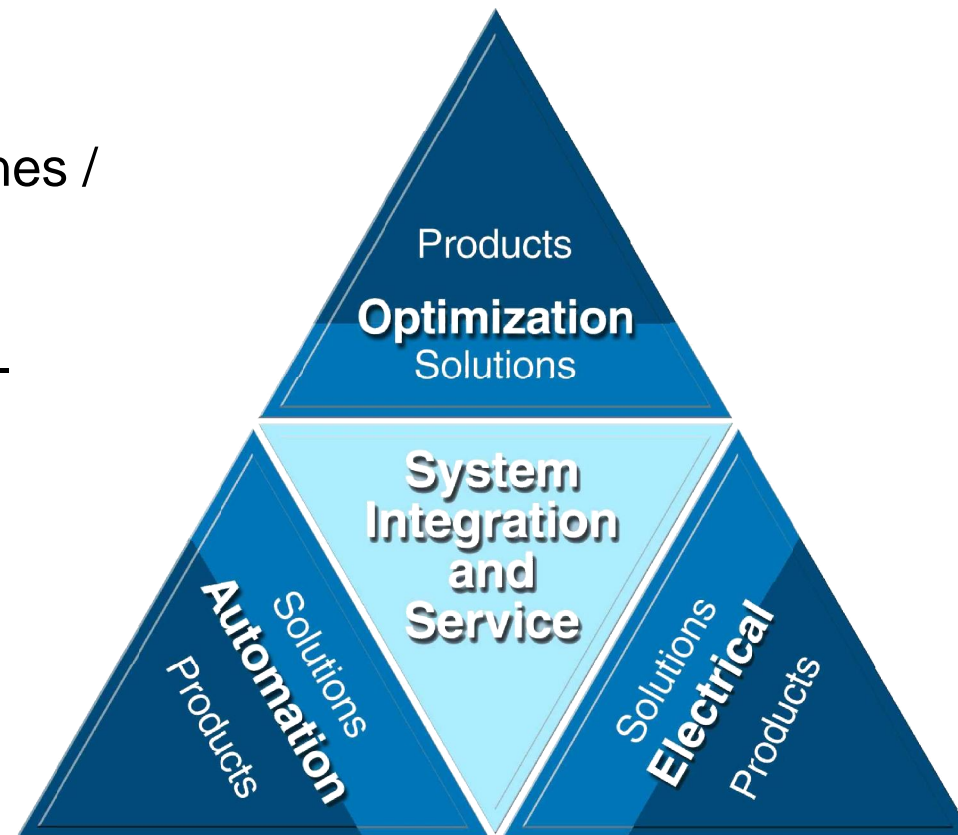 nes /
-
Products
Optimization
Solutions
System
Integration
and
Service
Solutions
Automation
Products
Solutions
Electrical
Products